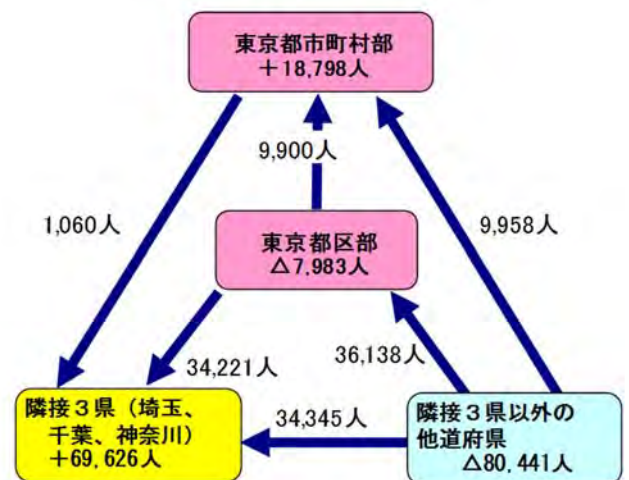 東京都市町村部
＋18,798人
9,900人
1,060人
9,958人
東京都区部
△7,983人
34,221人
36,138人
隣接３県（埼玉、
千葉、神奈川）
+69,626人
34,345人
隣接３県以外の
他道府県
△80,441人